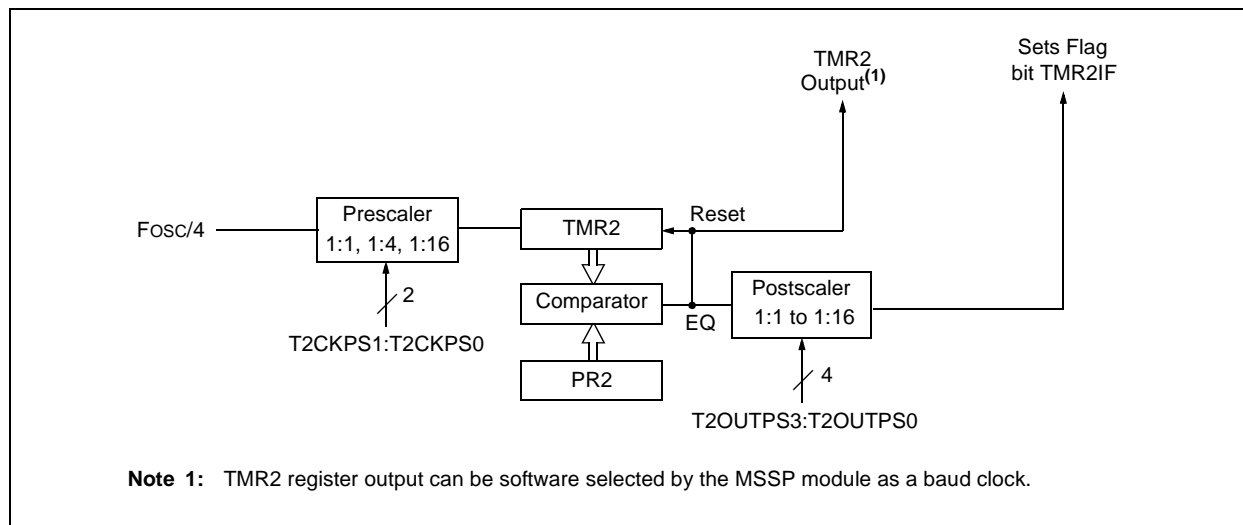 TMR2
Output(1)
Sets Flag
bit TMR2IF
Fosc/4
Prescaler
1:1, 1:4, 1:16
2
T2CKPS1:T2CKPS0
TMR2
Reset
Comparator
EQ
PR2
Postscaler
1:1 to 1:16
4
T2OUTPS3:T2OUTPS0
Note 1: TMR2 register output can be software selected by the MSSP module as a baud clock.